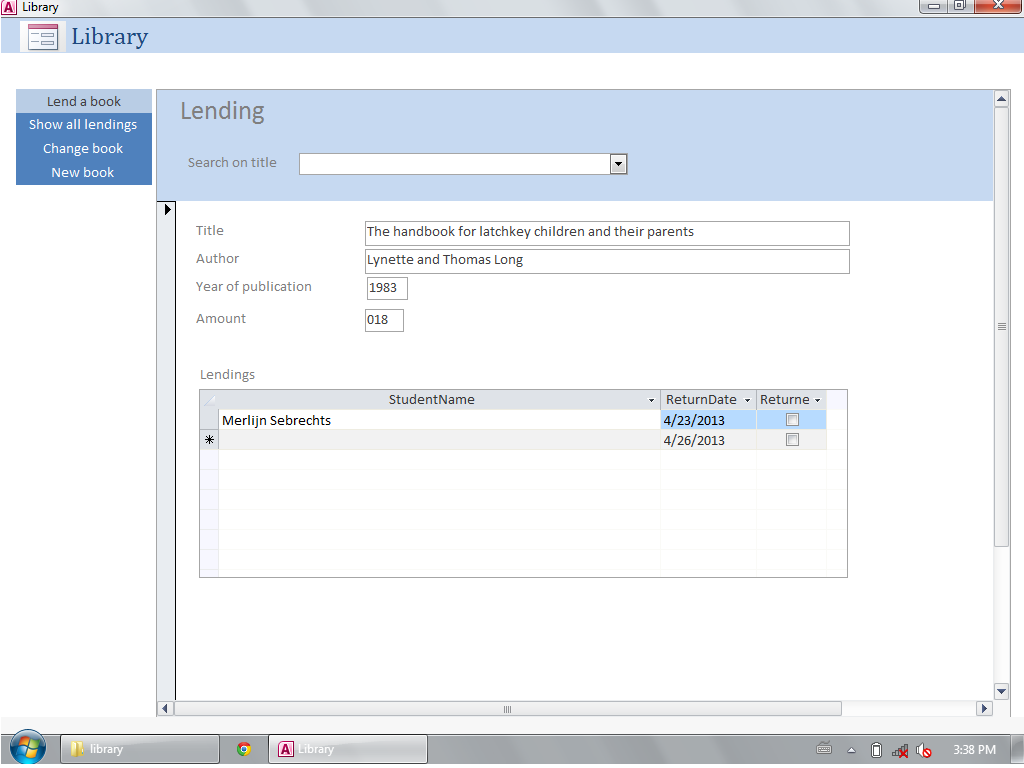 Library
Library
Lend a book
Show all lendings
Change book
New book
Lending
Search on title
Title The handbook for latchkey children and their parents
Author Lynette and Thomas Long
Year of publication 1983
Amount 018
Lendings
StudentName ReturnDate Returne
Merlijn Sebrechts 4/23/2013
4/26/2013
library Library 3:38 PM